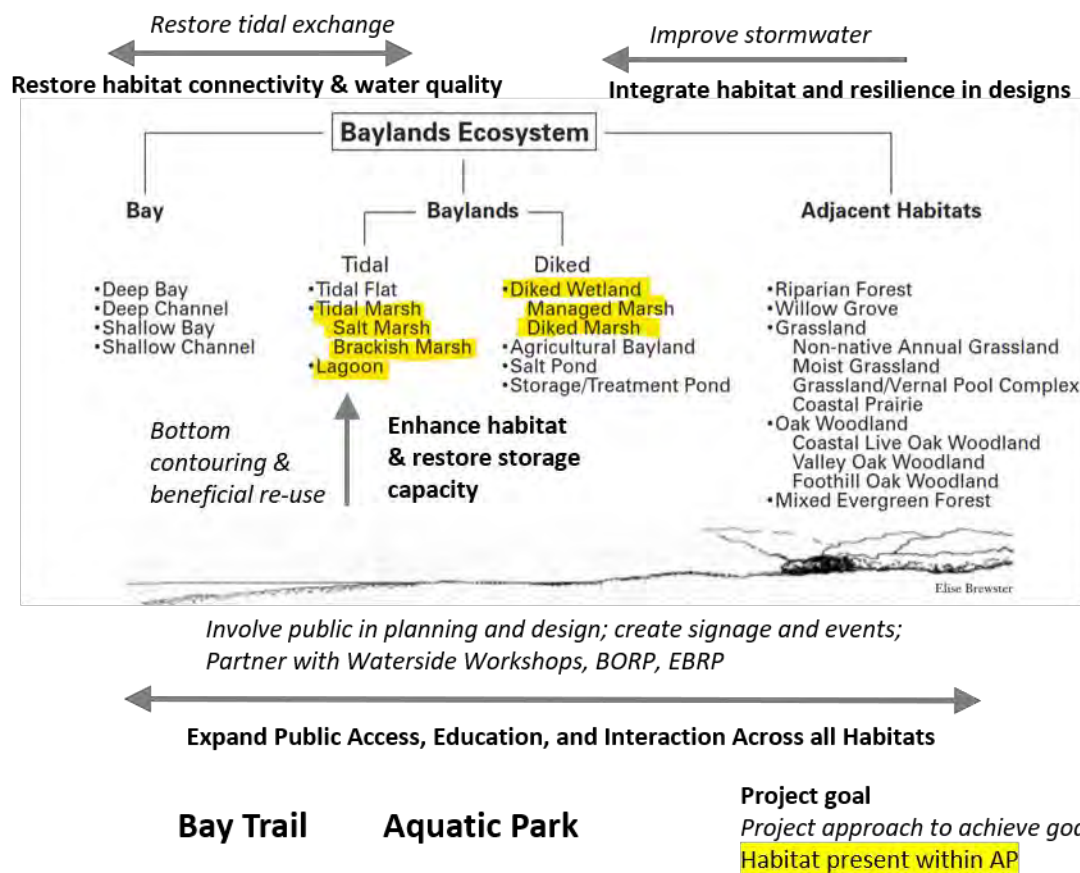 Restore tidal exchange
Improve stormwater
Restore habitat connectivity & water quality
Integrate habitat and resilience in designs
Baylands Ecosystem
Bay
Baylands
Adjacent Habitats
Tidal
Diked
•Deep Bay
•Deep Channel
•Shallow Bay
•Shallow Channel
•Tidal Flat
•Tidal Marsh
Salt Marsh
Brackish Marsh
•Lagoon
•Diked Wetland
Managed Marsh
Diked Marsh
•Agricultural Bayland
•Salt Pond
•Storage/Treatment Pond
•Riparian Forest
•Willow Grove
•Grassland
Non-native Annual Grassland
Moist Grassland
Grassland/Vernal Pool Complex
Coastal Prairie
•Oak Woodland
Coastal Live Oak Woodland
Valley Oak Woodland
Foothill Oak Woodland
•Mixed Evergreen Forest
Bottom
contouring &
beneficial re-use
Enhance habitat
& restore storage
capacity
Elise Brewster
Involve public in planning and design; create signage and events;
Partner with Waterside Workshops, BORP, EBRP
Expand Public Access, Education, and Interaction Across all Habitats
Bay Trail
Aquatic Park
Project goal
Project approach to achieve goa
Habitat present within AP